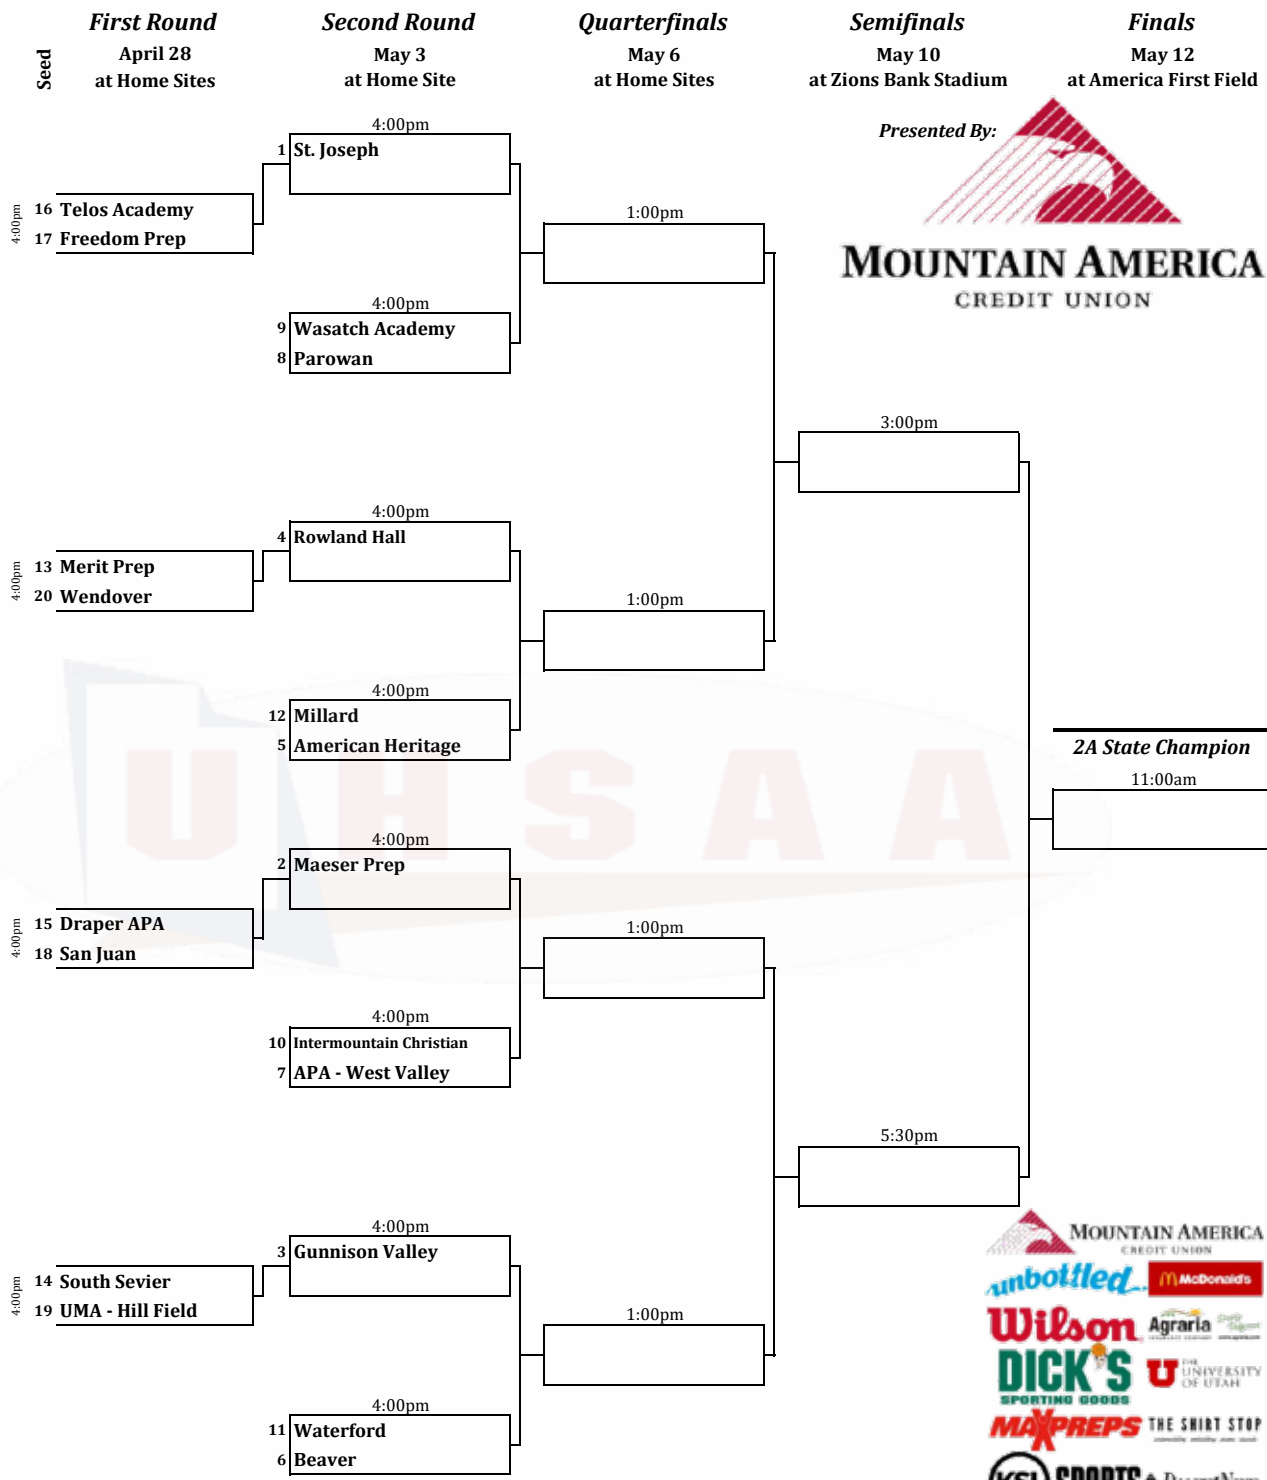 First Round
April 28
at Home Sites
Second Round
May 3
at Home Site
Quarterfinals
May 6
at Home Sites
Semifinals
May 10
at Zions Bank Stadium
Finals
May 12
at America First Field
Seed
Presented By:
MOUNTAIN AMERICA
CREDIT UNION
4:00pm
1 St. Joseph
4:00pm
16 Telos Academy
17 Freedom Prep
1:00pm
4:00pm
9 Wasatch Academy
8 Parowan
3:00pm
4:00pm
4 Rowland Hall
4:00pm
13 Merit Prep
20 Wendover
1:00pm
4:00pm
12 Millard
5 American Heritage
2A State Champion
11:00am
UHSAA
4:00pm
2 Maeser Prep
4:00pm
15 Draper APA
18 San Juan
1:00pm
4:00pm
10 Intermountain Christian
7 APA - West Valley
5:30pm
4:00pm
3 Gunnison Valley
4:00pm
14 South Sevier
19 UMA - Hill Field
1:00pm
4:00pm
11 Waterford
6 Beaver
MOUNTAIN AMERICA
CREDIT UNION
unbottled
McDonald's
Wilson
Agraria
DICK'S
SPORTING GOODS
U THE
UNIVERSITY
OF UTAH
MAXPREPS
THE SHIRT STOP
KSL SPORTS